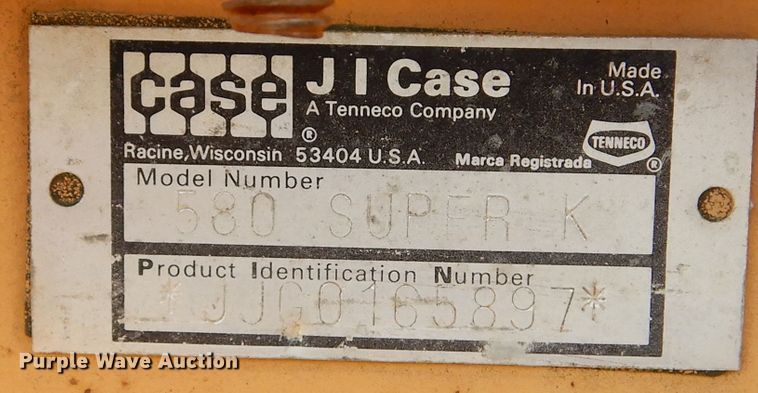 case
J I Case
A Tenneco Company
®
Made
In U.S.A.
TENNECO
®
Racine, Wisconsin 53404 U.S.A. Marca Registrada
Model Number
580 SUPER K
Product Identification Number
*JJG0165897*
Purple Wave Auction